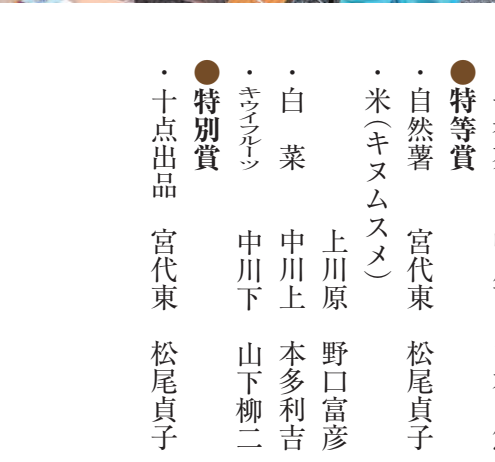 ●特等賞
・自然薯　宮代東　松尾貞子
・米（キヌムスメ）
上川原　野口富彦
・白　菜　中川上　本多利吉
・キウイフルーツ　中川下　山下柳二
●特別賞
・十点出品　宮代東　松尾貞子